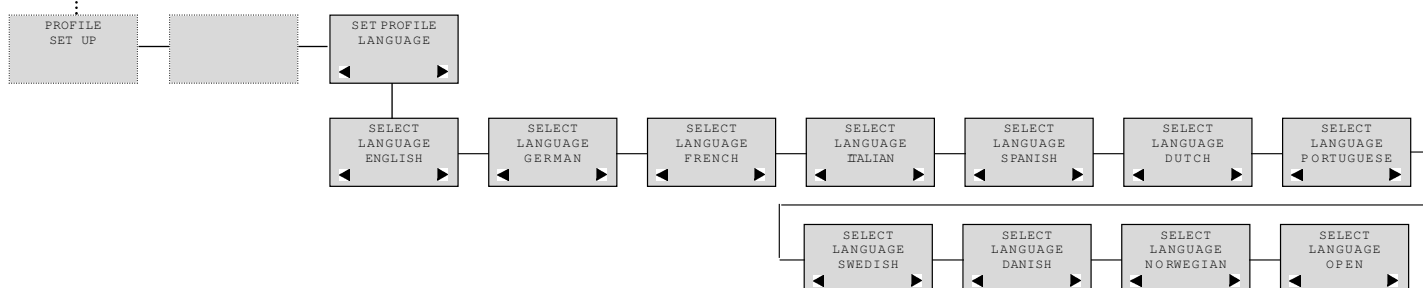 PROFILE
SET UP
SET PROFILE
LANGUAGE
SELECT
LANGUAGE
ENGLISH
SELECT
LANGUAGE
GERMAN
SELECT
LANGUAGE
FRENCH
SELECT
LANGUAGE
ITALIAN
SELECT
LANGUAGE
SPANISH
SELECT
LANGUAGE
DUTCH
SELECT
LANGUAGE
PORTUGUESE
SELECT
LANGUAGE
SWEDISH
SELECT
LANGUAGE
DANISH
SELECT
LANGUAGE
NORWEGIAN
SELECT
LANGUAGE
OPEN